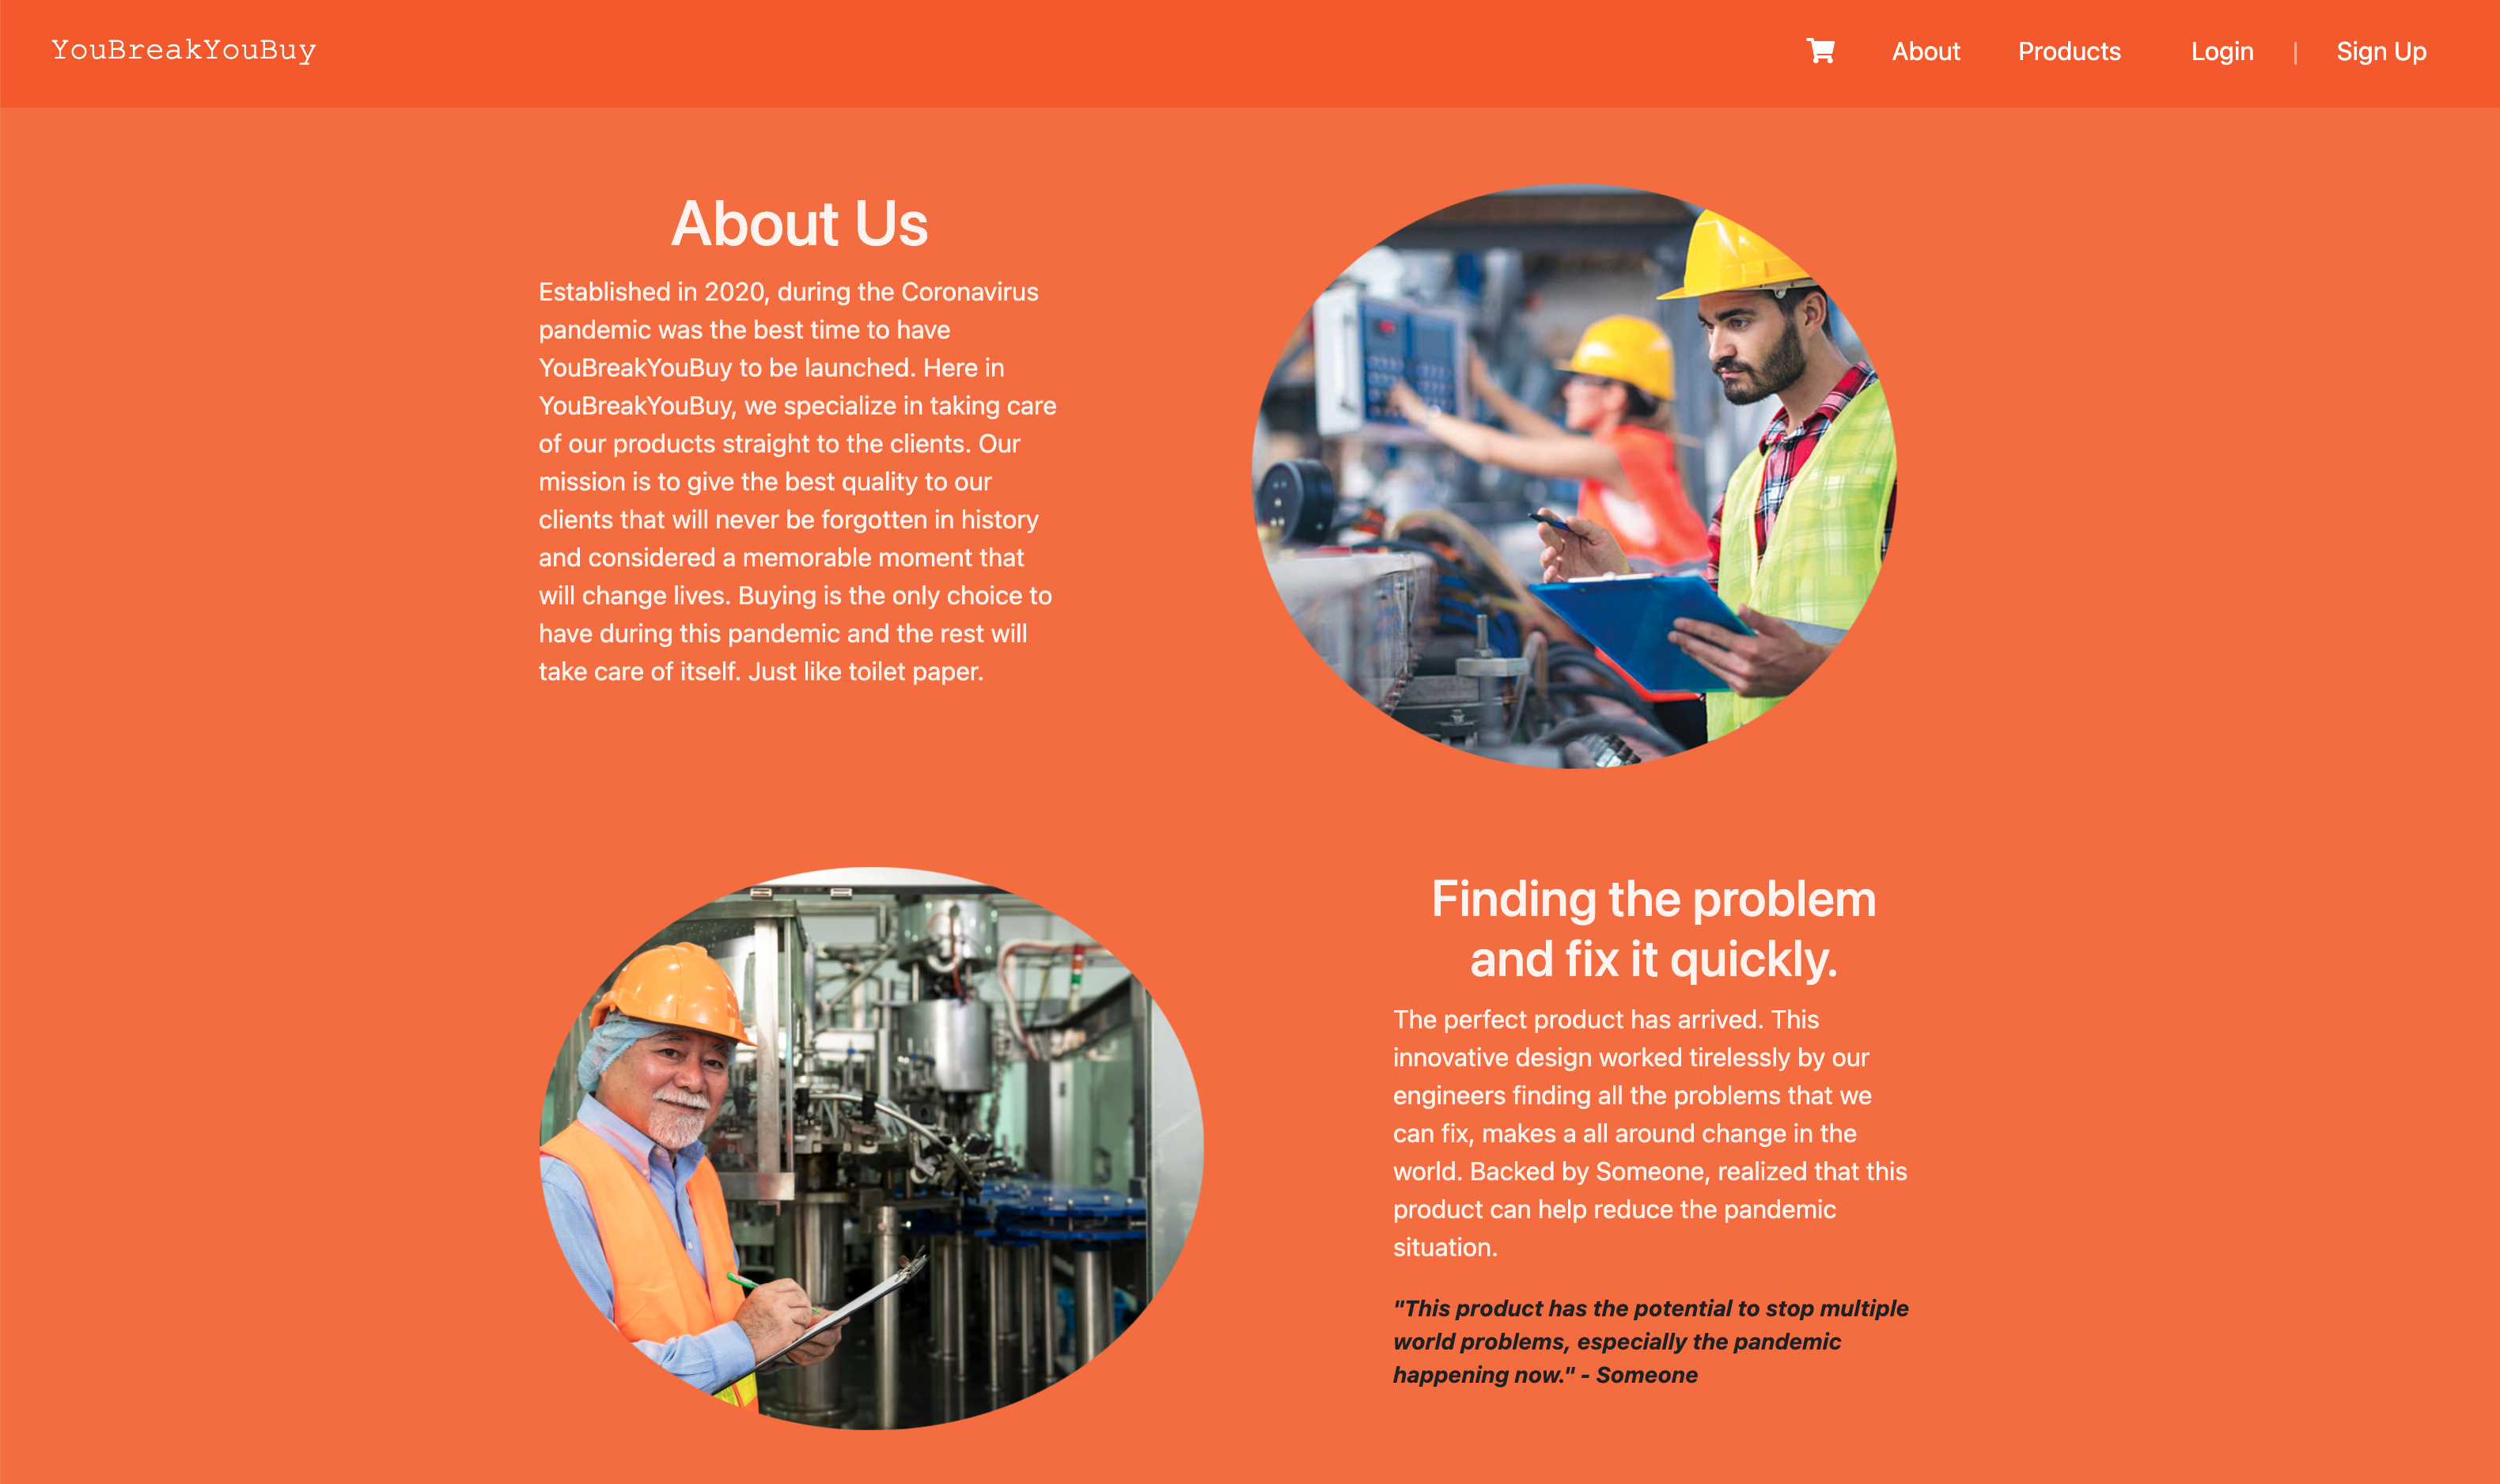 YouBreakYouBuy
About
Products
Login
|
Sign Up
About Us
Established in 2020, during the Coronavirus
pandemic was the best time to have
YouBreakYouBuy to be launched. Here in
YouBreakYouBuy, we specialize in taking care
of our products straight to the clients. Our
mission is to give the best quality to our
clients that will never be forgotten in history
and considered a memorable moment that
will change lives. Buying is the only choice to
have during this pandemic and the rest will
take care of itself. Just like toilet paper.
Finding the problem
and fix it quickly.
The perfect product has arrived. This
innovative design worked tirelessly by our
engineers finding all the problems that we
can fix, makes a all around change in the
world. Backed by Someone, realized that this
product can help reduce the pandemic
situation.
"This product has the potential to stop multiple
world problems, especially the pandemic
happening now." - Someone